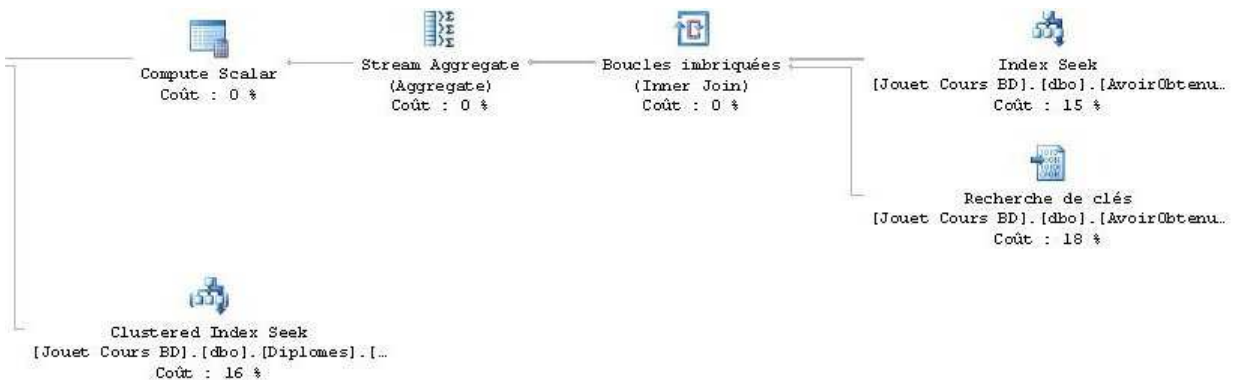 Compute Scalar
Coût : 0 %
Stream Aggregate
(Aggregate)
Coût : 0 %
Boucles imbriquées
(Inner Join)
Coût : 0 %
Index Seek
[Jouet Cours BD].[dbo].[AvoirObtenu…
Coût : 15 %
Recherche de clés
[Jouet Cours BD].[dbo].[AvoirObtenu…
Coût : 18 %
Clustered Index Seek
[Jouet Cours BD].[dbo].[Diplomes].[…
Coût : 16 %